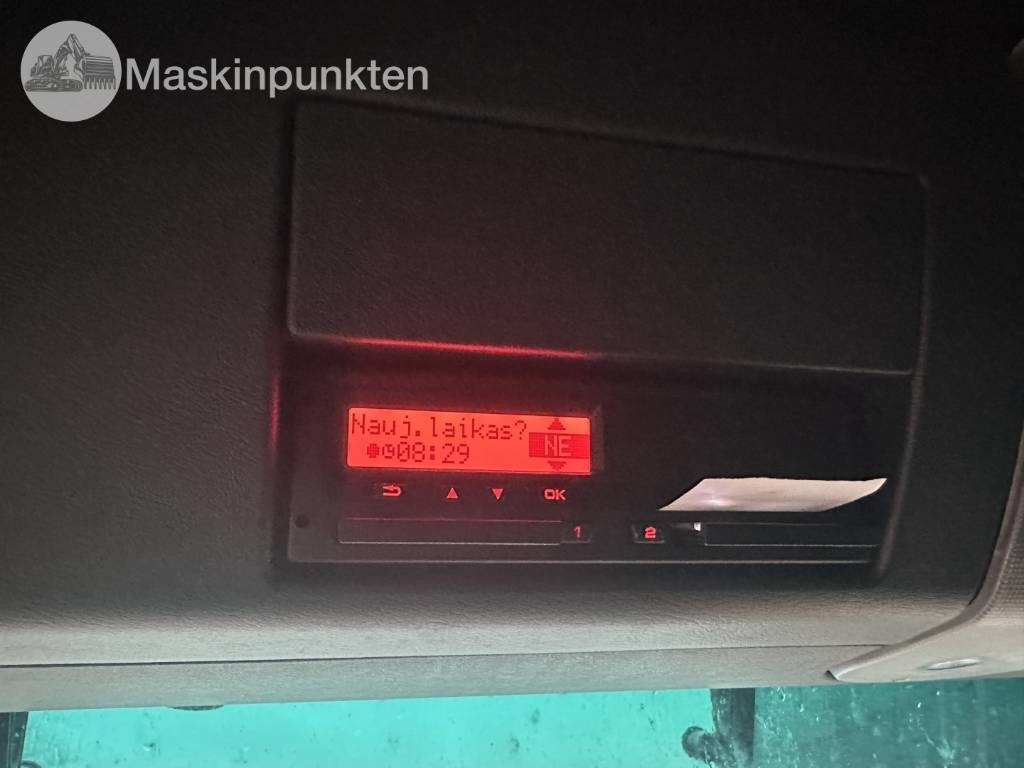 Maskinpunkten
Nauj.laikas?
NE
08:29
OK
1
2